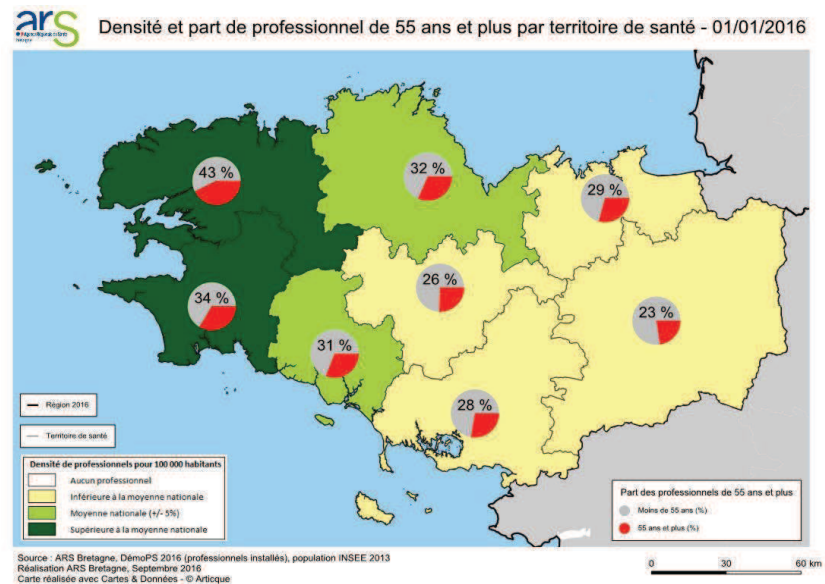 ars
Densité et part de professionnel de 55 ans et plus par territoire de santé - 01/01/2016
43 %
32 %
29 %
26 %
34 %
23 %
31 %
28 %
Région 2016
Territoire de santé
Densité de professionnels pour 100 000 habitants
Aucun professionnel
Inférieure à la moyenne nationale
Moyenne nationale (+/- 5%)
Supérieure à la moyenne nationale
Part des professionnels de 55 ans et plus
Moins de 55 ans (%)
55 ans et plus (%)
Source : ARS Bretagne, DémoPS 2016 (professionnels installés), population INSEE 2013
Réalisation ARS Bretagne, Septembre 2016
Carte réalisée avec Cartes & Données - © Articque
0 30 60 km